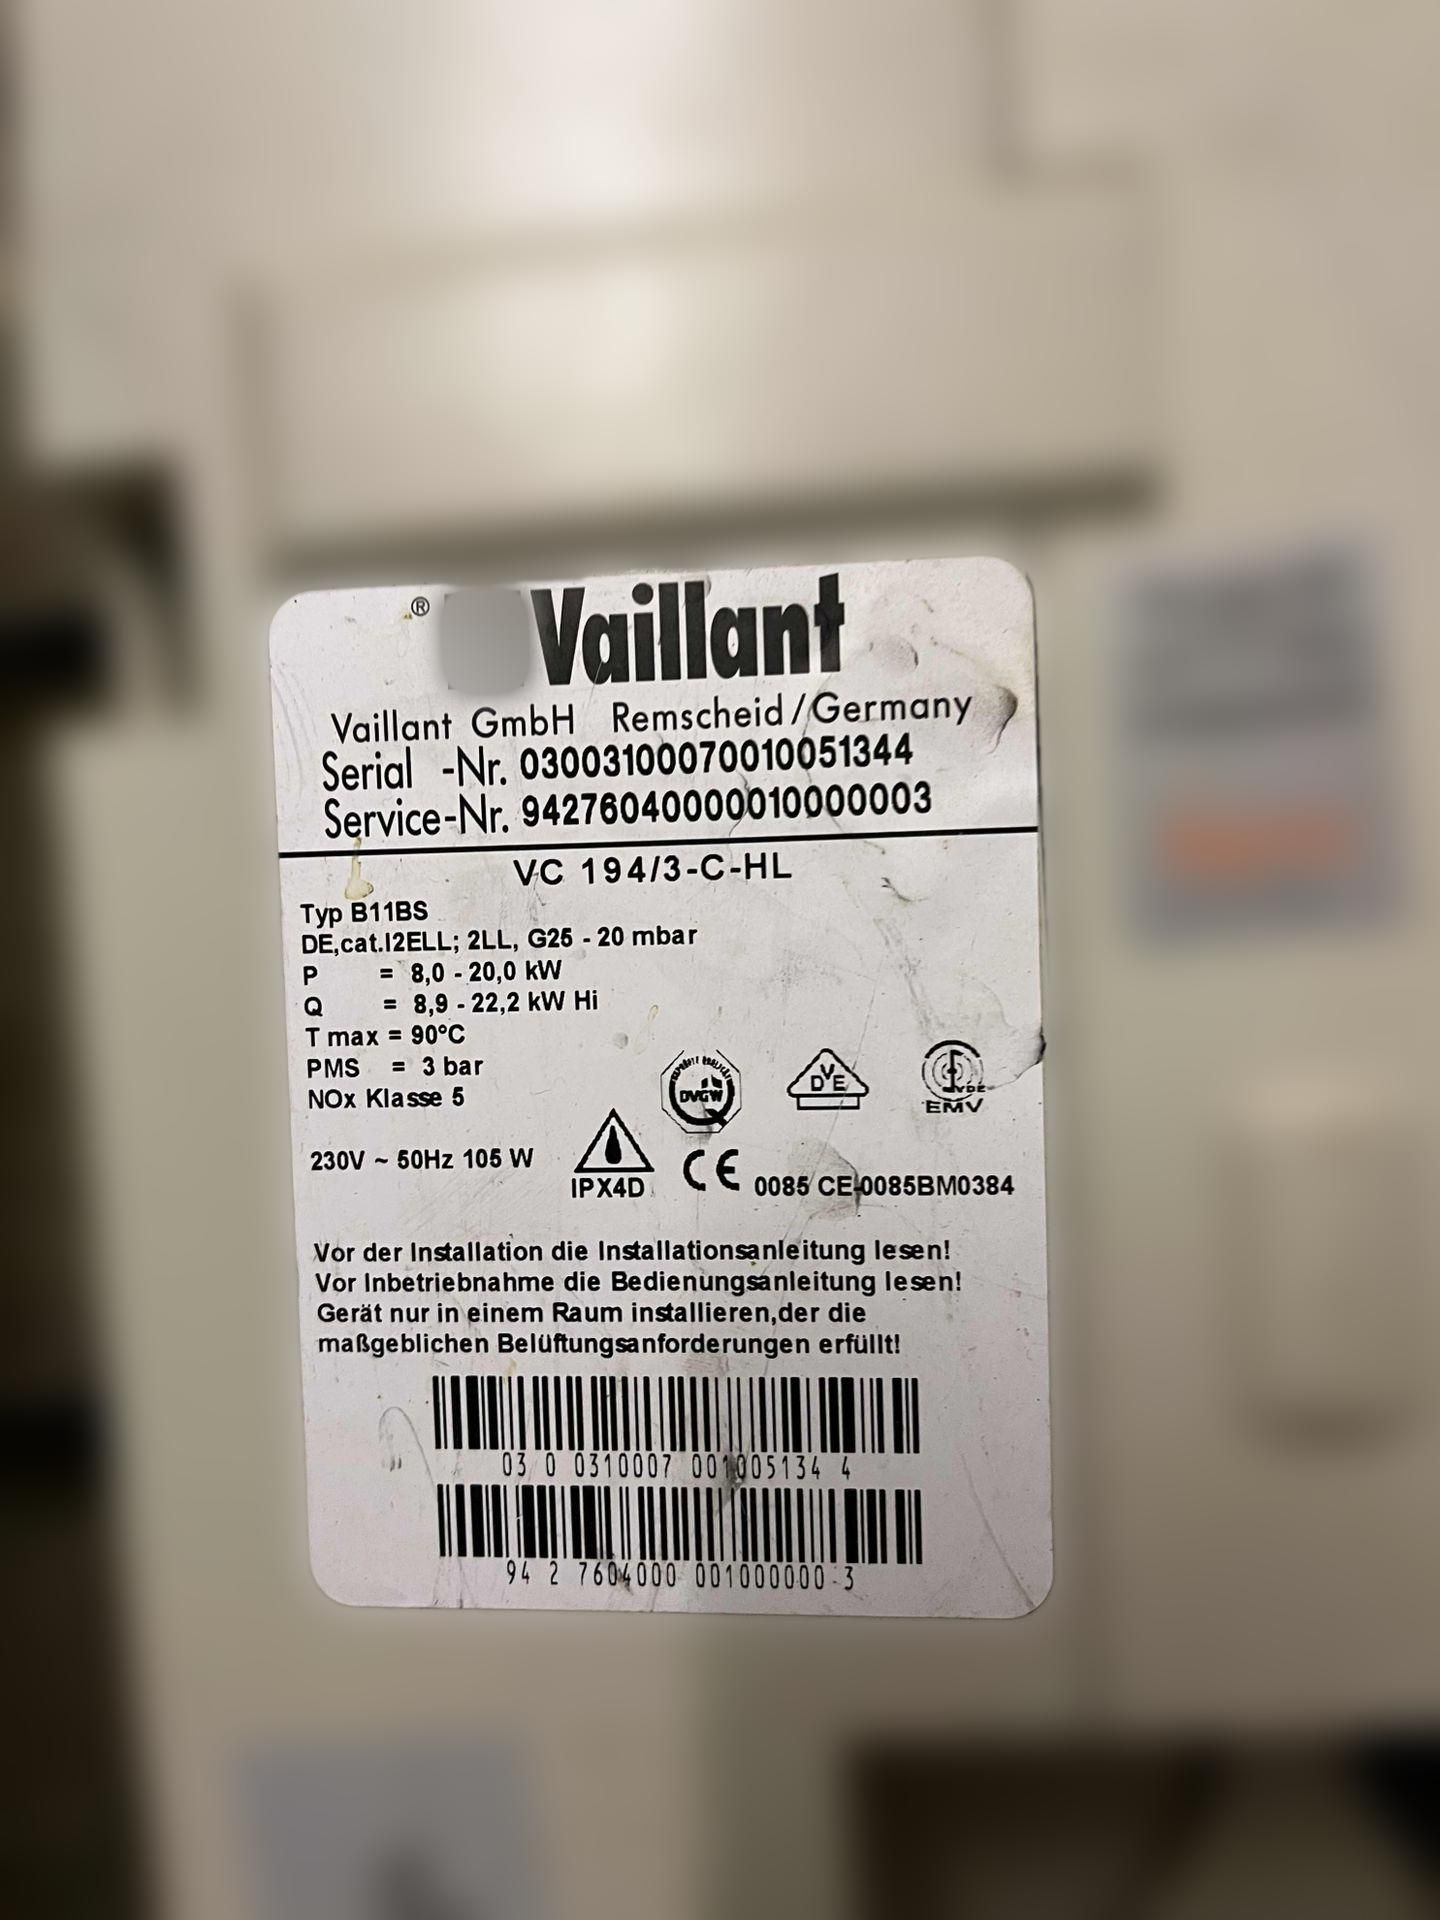 ® Vaillant
Vaillant GmbH Remscheid/Germany
Serial -Nr. 03003100070010051344
Service-Nr. 94276040000010000003
VC 194/3-C-HL
Typ B11BS
DE,cat.I2ELL; 2LL, G25 - 20 mbar
P = 8,0 - 20,0 kW
Q = 8,9 - 22,2 kW Hi
T max = 90°C
PMS = 3 bar
NOx Klasse 5
DVGW
DVE
VDE
EMV
230V ~ 50Hz 105 W
IPX4D
CE 0085 CE-0085BM0384
Vor der Installation die Installationsanleitung lesen!
Vor Inbetriebnahme die Bedienungsanleitung lesen!
Gerät nur in einem Raum installieren,der die
maßgeblichen Belüftungsanforderungen erfüllt!
03 0 0310007 001005134 4
94 2 7604000 001000000 3